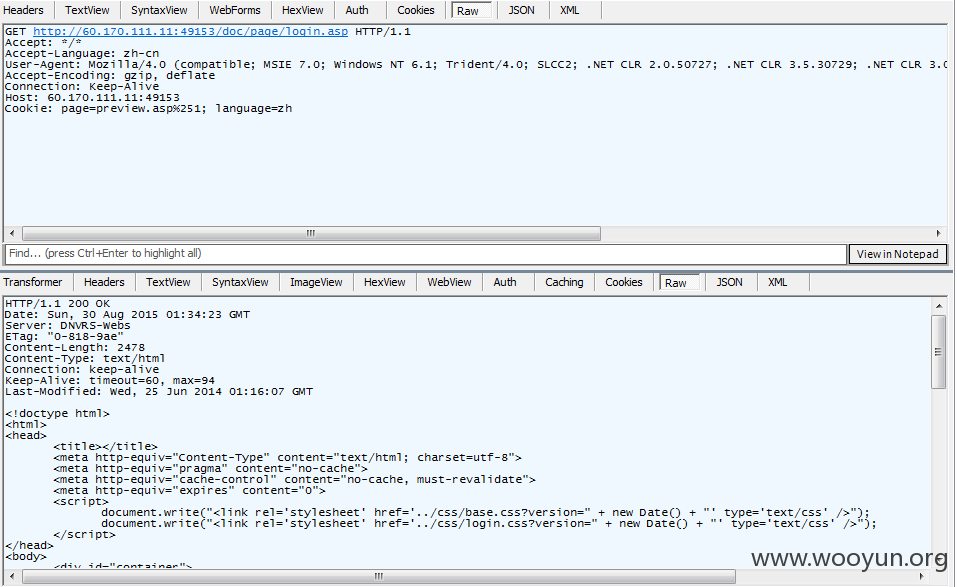 Headers TextView SyntaxView WebForms HexView Auth Cookies Raw JSON XML
GET http://60.170.111.11:49153/doc/page/login.asp HTTP/1.1
Accept: */*
Accept-Language: zh-cn
User-Agent: Mozilla/4.0 (compatible; MSIE 7.0; Windows NT 6.1; Trident/4.0; SLCC2; .NET CLR 2.0.50727; .NET CLR 3.5.30729; .NET CLR 3.0
Accept-Encoding: gzip, deflate
Connection: Keep-Alive
Host: 60.170.111.11:49153
Cookie: page=preview.asp%251; language=zh
Find... (press Ctrl+Enter to highlight all) View in Notepad
Transformer Headers TextView SyntaxView ImageView HexView WebView Auth Caching Cookies Raw JSON XML
HTTP/1.1 200 OK
Date: Sun, 30 Aug 2015 01:34:23 GMT
Server: DNVRS-Webs
ETag: "0-818-9ae"
Content-Length: 2478
Content-Type: text/html
Connection: keep-alive
Keep-Alive: timeout=60, max=94
Last-Modified: Wed, 25 Jun 2014 01:16:07 GMT
<!doctype html>
<html>
<head>
<title></title>
<meta http-equiv="Content-Type" content="text/html; charset=utf-8">
<meta http-equiv="pragma" content="no-cache">
<meta http-equiv="cache-control" content="no-cache, must-revalidate">
<meta http-equiv="expires" content="0">
<script>
document.write("<link rel='stylesheet' href='../css/base.css?version=" + new Date() + "' type='text/css' />");
document.write("<link rel='stylesheet' href='../css/login.css?version=" + new Date() + "' type='text/css' />");
</script>
</head>
<body>
<div id="container">
www.wooyun.org